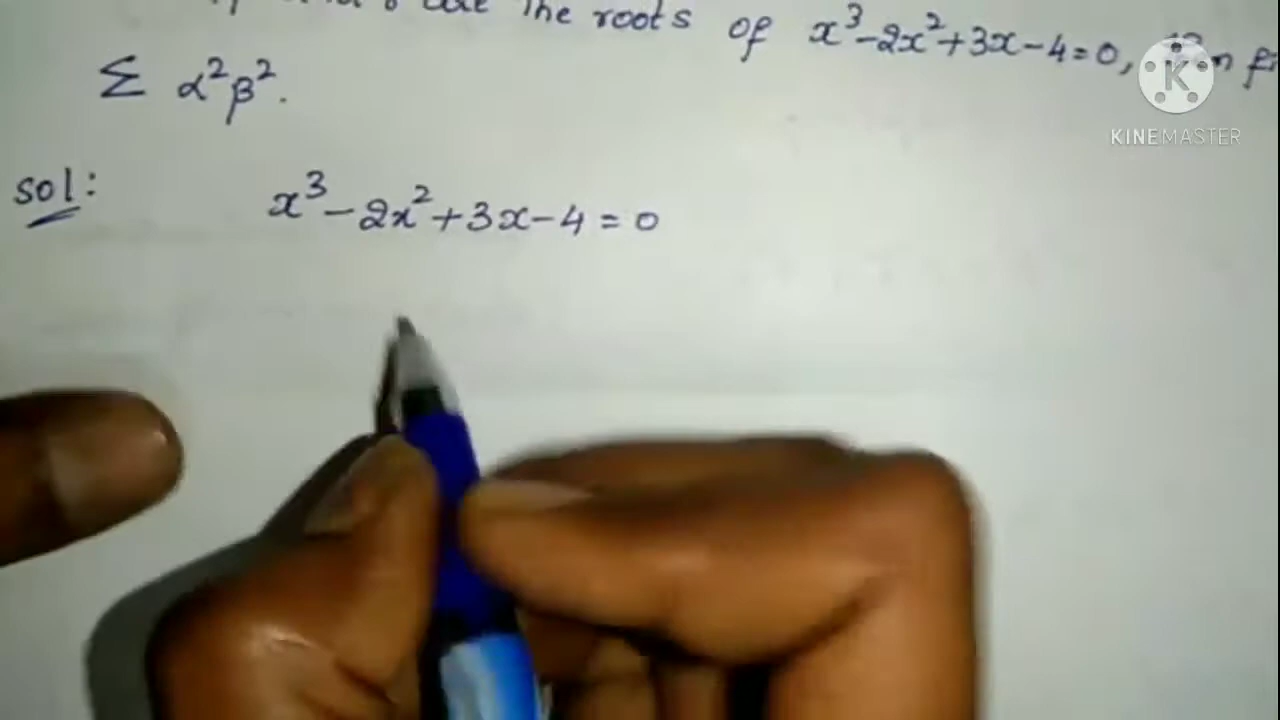 the roots of x³-2x²+3x-4=0,
Σ α²β².
sol:
x³-2x²+3x-4=0
K
KINEMASTER